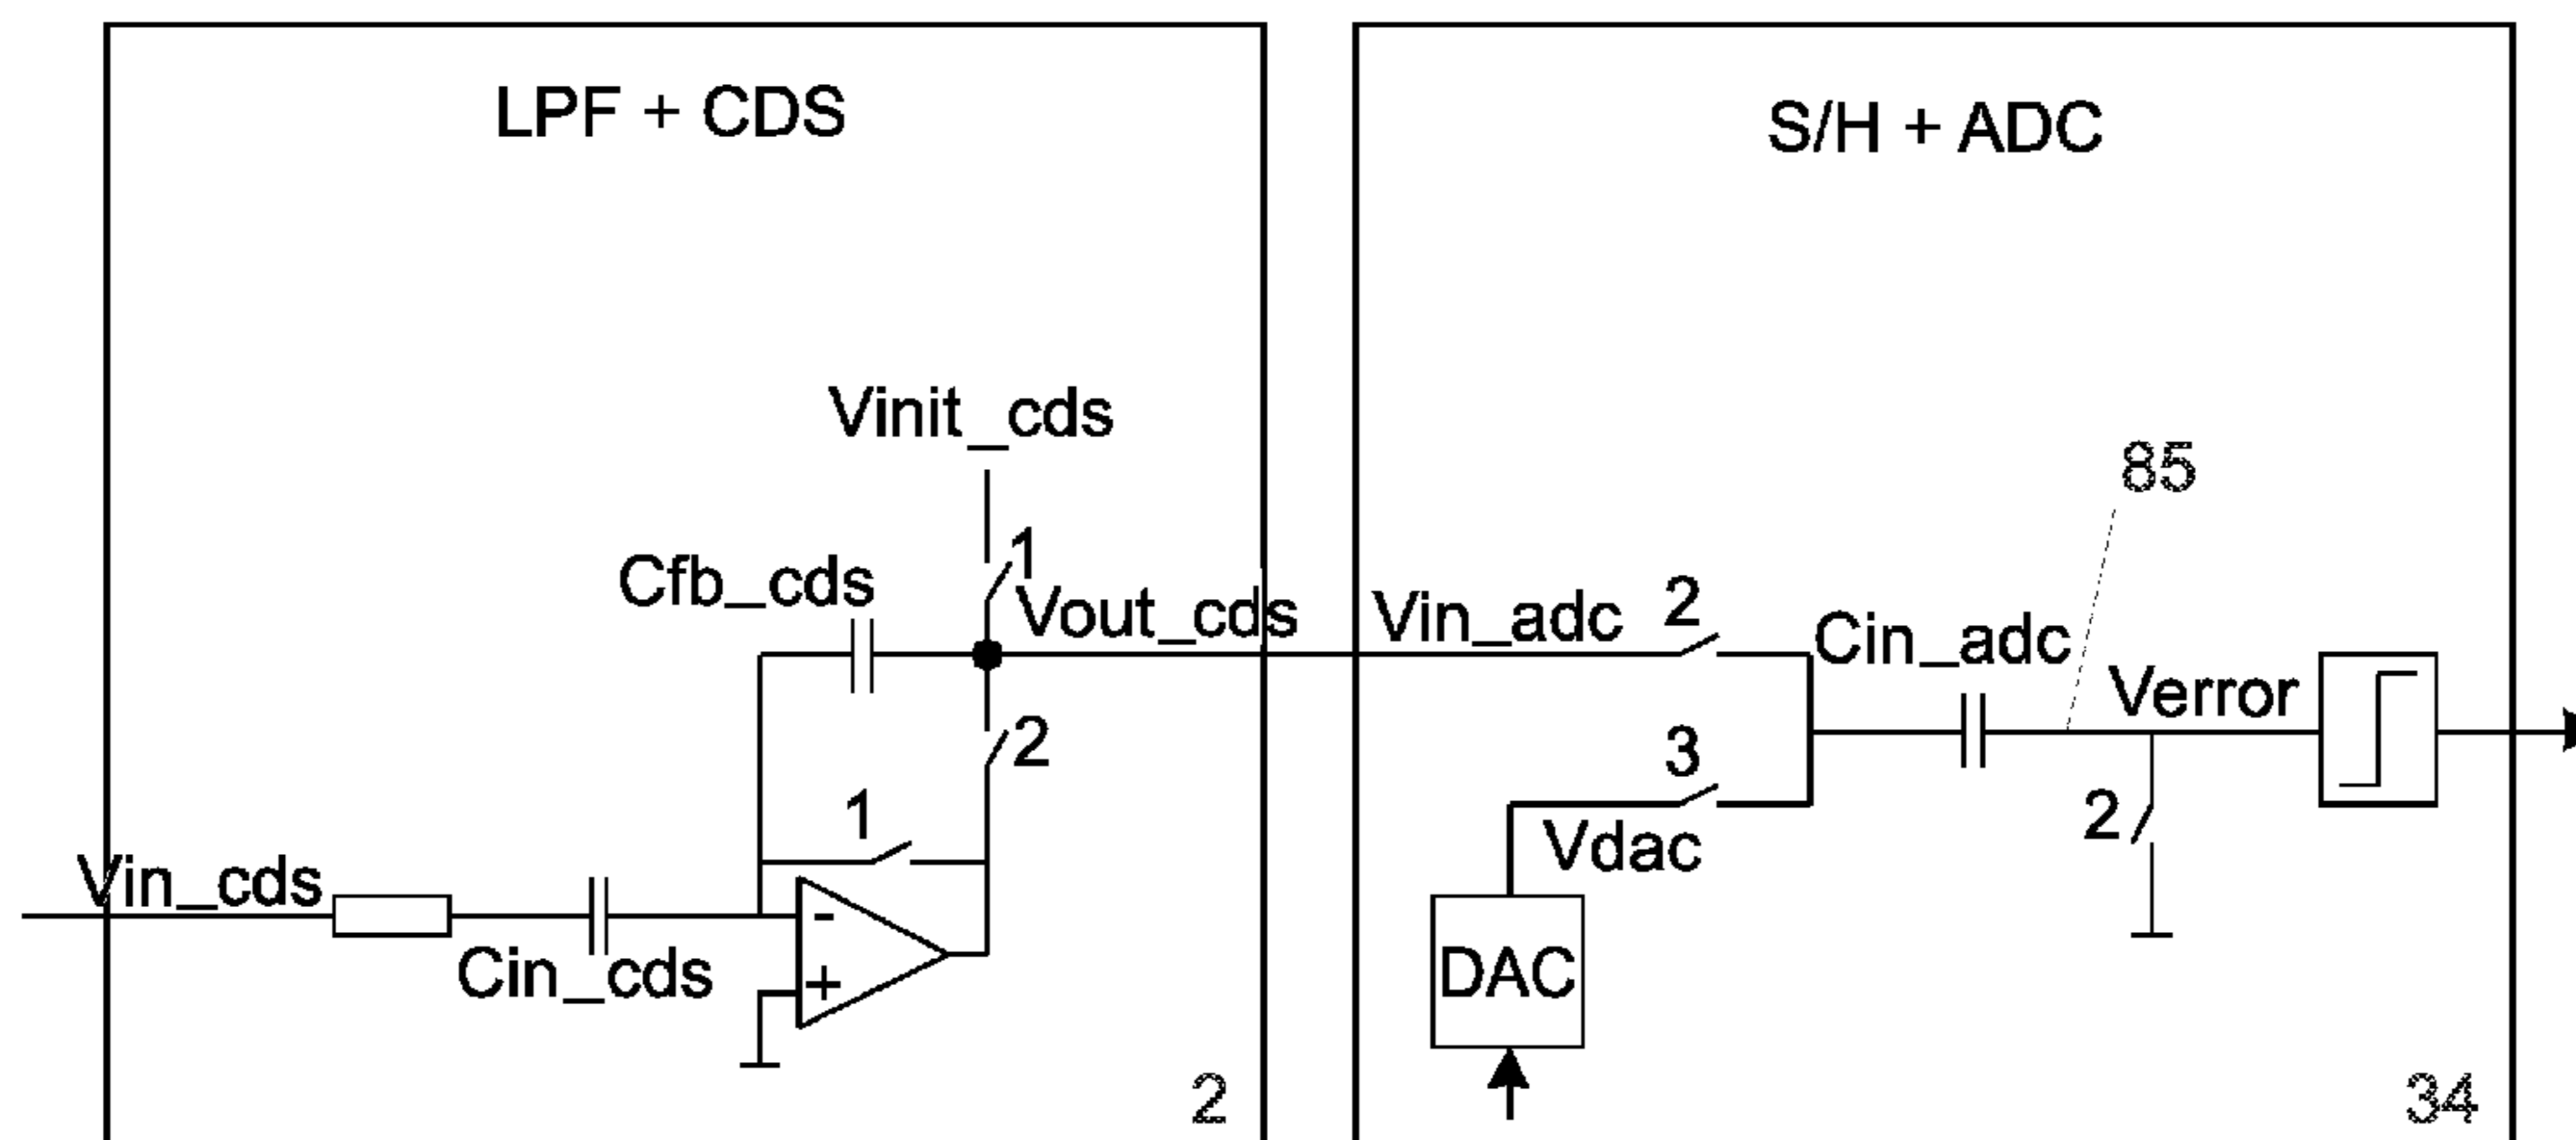 LPF + CDS
S/H + ADC
Vinit_cds
85
1
Cfb_cds
Vout_cds
Vin_adc
2
Cin_adc
Verror
2
3
1
2
Vdac
Vin_cds
-
Cin_cds
+
DAC
2
34